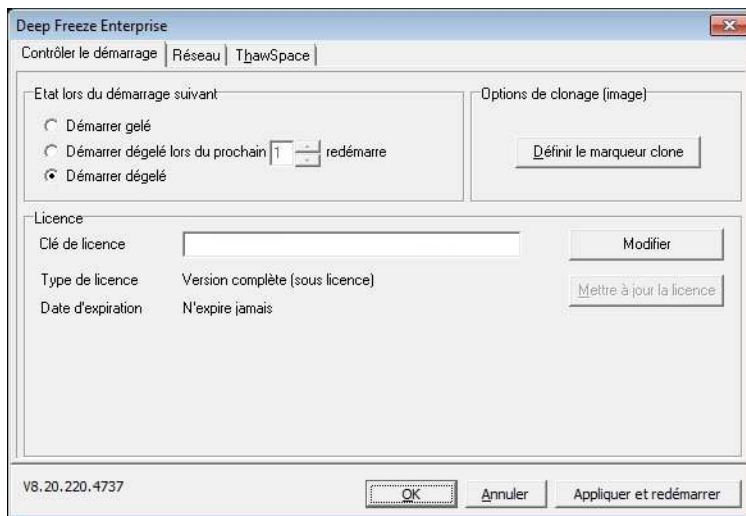 Deep Freeze Enterprise
Contrôler le démarrage
Réseau
ThawSpace
Etat lors du démarrage suivant
Démarrer gelé
Démarrer dégelé lors du prochain 1 redémarre
Démarrer dégelé
Options de clonage (image)
Définir le marqueur clone
Licence
Clé de licence
Modifier
Type de licence Version complète (sous licence)
Mettre à jour la licence
Date d'expiration N'expire jamais
V8.20.220.4737
OK
Annuler
Appliquer et redémarrer